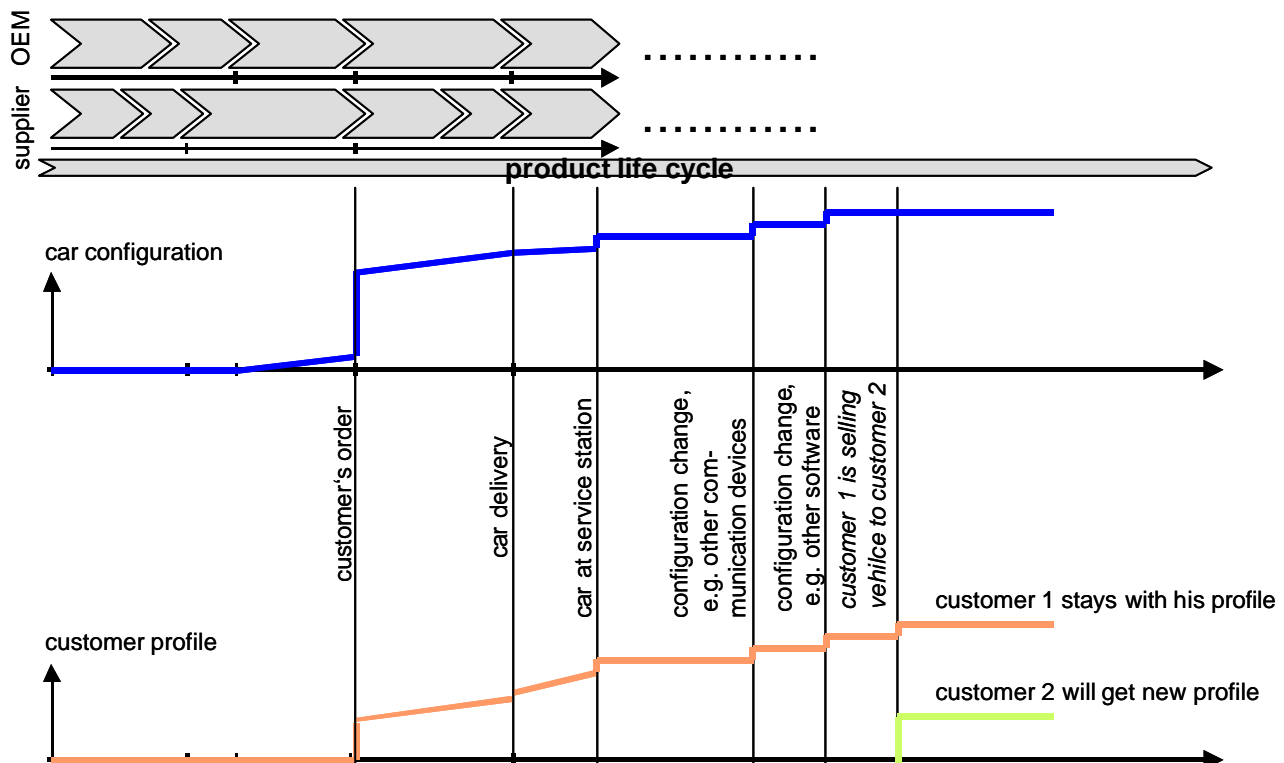 OEM
............
supplier
............
product life cycle
car configuration
customer's order
car delivery
car at service station
configuration change,
e.g. other com-
munication devices
configuration change,
e.g. other software
customer 1 is selling
vehilce to customer 2
customer 1 stays with his profile
customer profile
customer 2 will get new profile